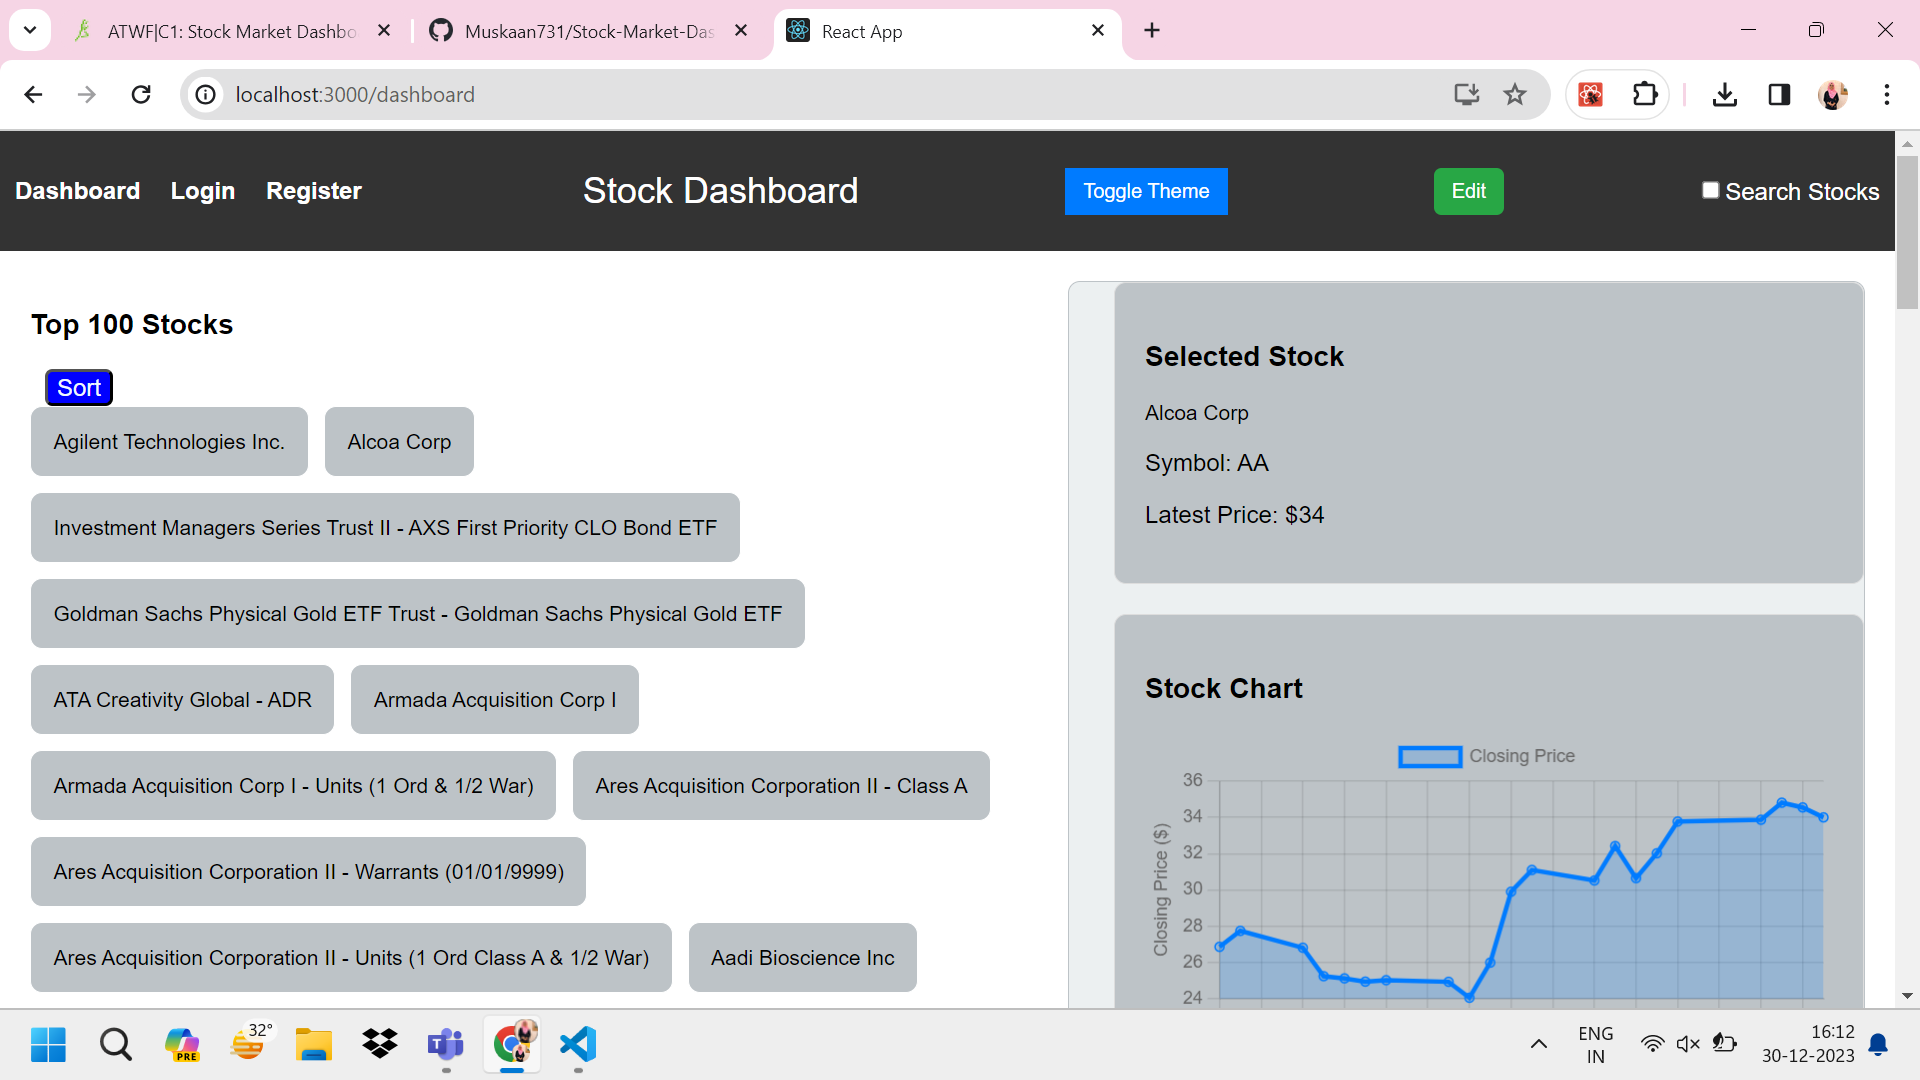 ATWF|C1: Stock Market Dashbo
Muskaan731/Stock-Market-Das
React App
localhost:3000/dashboard
Dashboard Login Register
Stock Dashboard
Toggle Theme
Edit
Search Stocks
Top 100 Stocks
Sort
Agilent Technologies Inc.
Alcoa Corp
Investment Managers Series Trust II - AXS First Priority CLO Bond ETF
Goldman Sachs Physical Gold ETF Trust - Goldman Sachs Physical Gold ETF
ATA Creativity Global - ADR
Armada Acquisition Corp I
Armada Acquisition Corp I - Units (1 Ord & 1/2 War)
Ares Acquisition Corporation II - Class A
Ares Acquisition Corporation II - Warrants (01/01/9999)
Ares Acquisition Corporation II - Units (1 Ord Class A & 1/2 War)
Aadi Bioscience Inc
Selected Stock
Alcoa Corp
Symbol: AA
Latest Price: $34
Stock Chart
Closing Price
Closing Price ($)
36
34
32
30
28
26
24
PRE
32°
ENG
IN
16:12
30-12-2023